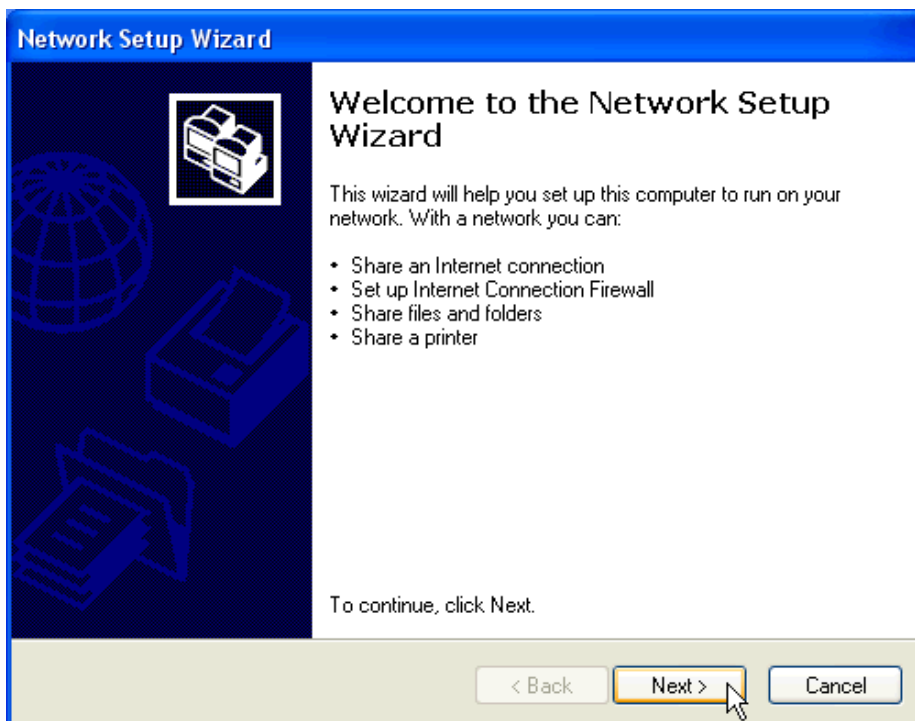 Network Setup Wizard
Welcome to the Network Setup
Wizard
This wizard will help you set up this computer to run on your
network. With a network you can:
• Share an Internet connection
• Set up Internet Connection Firewall
• Share files and folders
• Share a printer
To continue, click Next.
< Back Next > Cancel